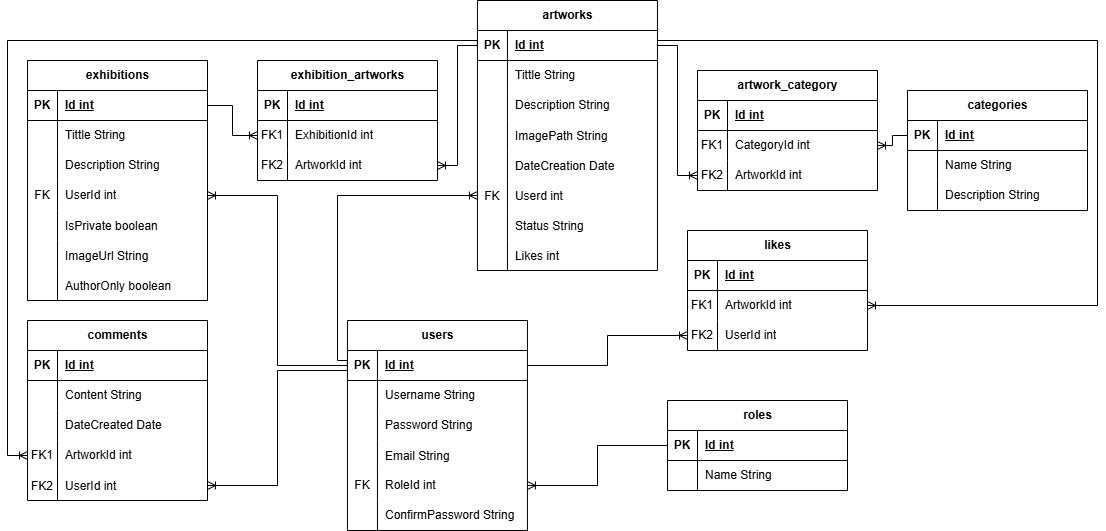 artworks
PK Id int
Tittle String
Description String
ImagePath String
DateCreation Date
FK Userd int
Status String
Likes int
exhibitions
PK Id int
Tittle String
Description String
FK UserId int
IsPrivate boolean
ImageUrl String
AuthorOnly boolean
exhibition_artworks
PK Id int
FK1 ExhibitionId int
FK2 ArtworkId int
artwork_category
PK Id int
FK1 CategoryId int
FK2 ArtworkId int
categories
PK Id int
Name String
Description String
likes
PK Id int
FK1 ArtworkId int
FK2 UserId int
comments
PK Id int
Content String
DateCreated Date
FK1 ArtworkId int
FK2 UserId int
users
PK Id int
Username String
Password String
Email String
FK RoleId int
ConfirmPassword String
roles
PK Id int
Name String